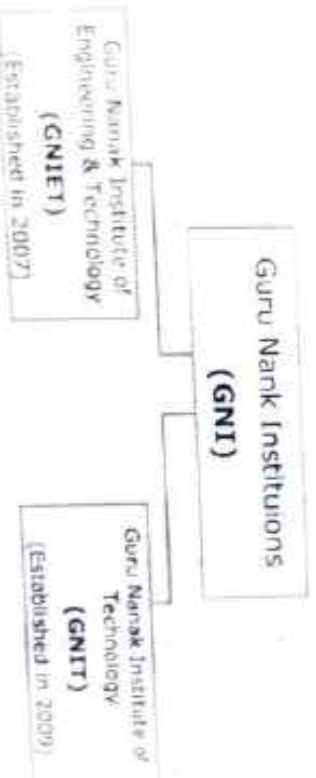 Guru Nank Instituions
(GNI)
Guru Nanak Institute of
Engineering & Technology
(GNIET)
(Established in 2007)
Guru Nanak Institute of
Technology
(GNIT)
(Established in 2009)